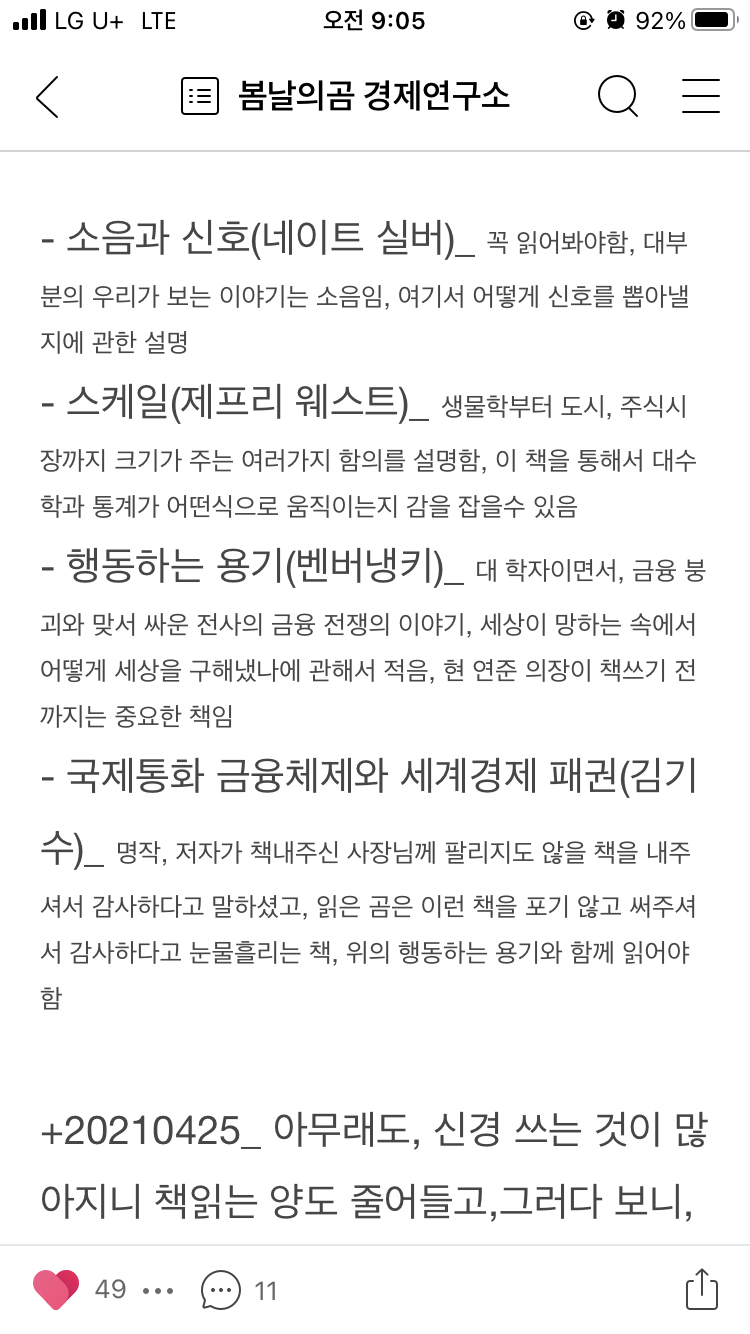 LG U+ LTE 오전 9:05 92%
봄날의곰 경제연구소
- 소음과 신호(네이트 실버)_ 꼭 읽어봐야함, 대부
분의 우리가 보는 이야기는 소음임, 여기서 어떻게 신호를 뽑아낼
지에 관한 설명
- 스케일(제프리 웨스트)_ 생물학부터 도시, 주식시
장까지 크기가 주는 여러가지 함의를 설명함, 이 책을 통해서 대수
학과 통계가 어떤식으로 움직이는지 감을 잡을수 있음
- 행동하는 용기(벤버냉키)_ 대 학자이면서, 금융 붕
괴와 맞서 싸운 전사의 금융 전쟁의 이야기, 세상이 망하는 속에서
어떻게 세상을 구해냈나에 관해서 적음, 현 연준 의장이 책쓰기 전
까지는 중요한 책임
- 국제통화 금융체제와 세계경제 패권(김기
수)_ 명작, 저자가 책내주신 사장님께 팔리지도 않을 책을 내주
셔서 감사하다고 말하셨고, 읽은 곰은 이런 책을 포기 않고 써주셔
서 감사하다고 눈물흘리는 책, 위의 행동하는 용기와 함께 읽어야
함
+20210425_ 아무래도, 신경 쓰는 것이 많
아지니 책읽는 양도 줄어들고,그러다 보니,
49 11